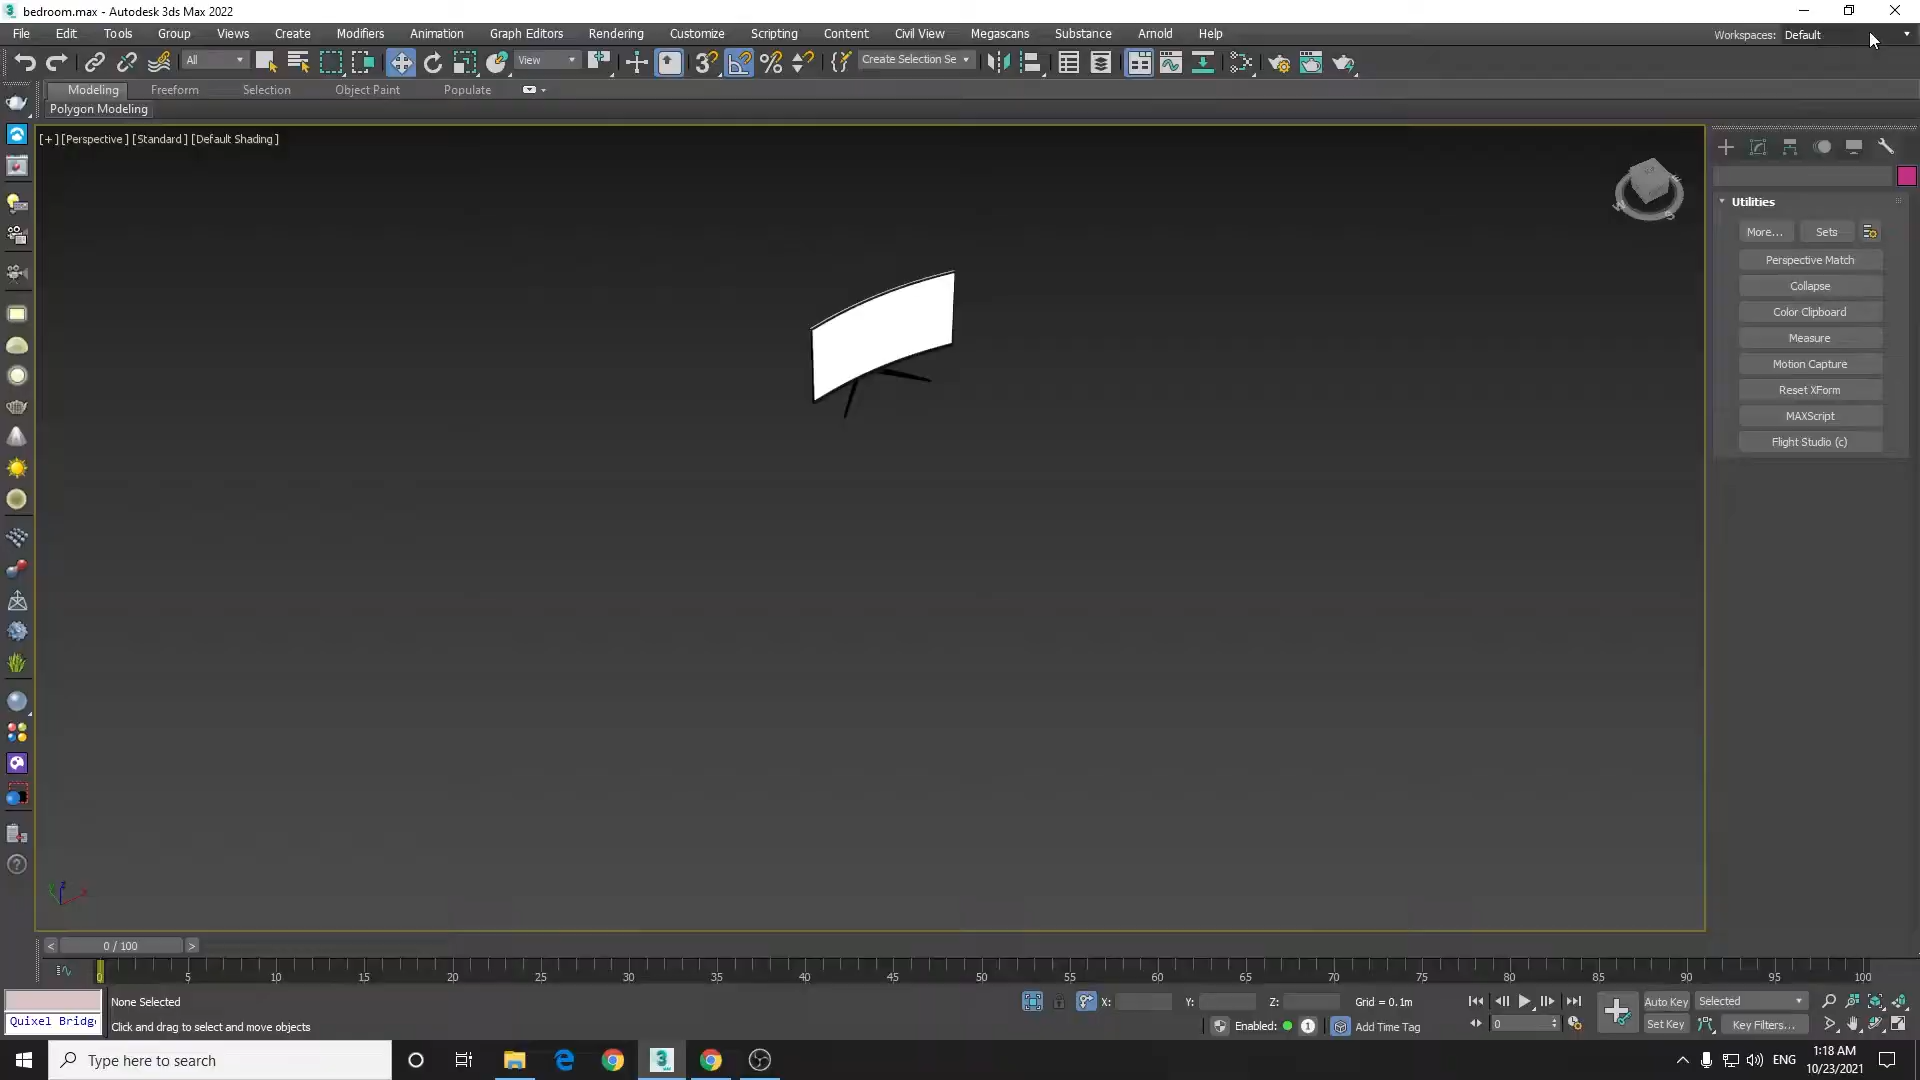 bedroom.max - Autodesk 3ds Max 2022
File Edit Tools Group Views Create Modifiers Animation Graph Editors Rendering Customize Scripting Content Civil View Megascans Substance Arnold Help
Workspaces: Default
All View Create Selection Se
Modeling Freeform Selection Object Paint Populate
Polygon Modeling
[+] [Perspective] [Standard] [Default Shading]
Utilities
More... Sets
Perspective Match
Collapse
Color Clipboard
Measure
Motion Capture
Reset XForm
MAXScript
Flight Studio (c)
< 0 / 100 >
0 5 10 15 20 25 30 35 40 45 50 55 60 65 70 75 80 85 90 95 100
None Selected
X: Y: Z: Grid = 0.1m
Auto Key Selected
Quixel Bridg
Click and drag to select and move objects
Enabled: 1 Add Time Tag
0
Set Key Key Filters...
Type here to search
ENG
1:18 AM
10/23/2021